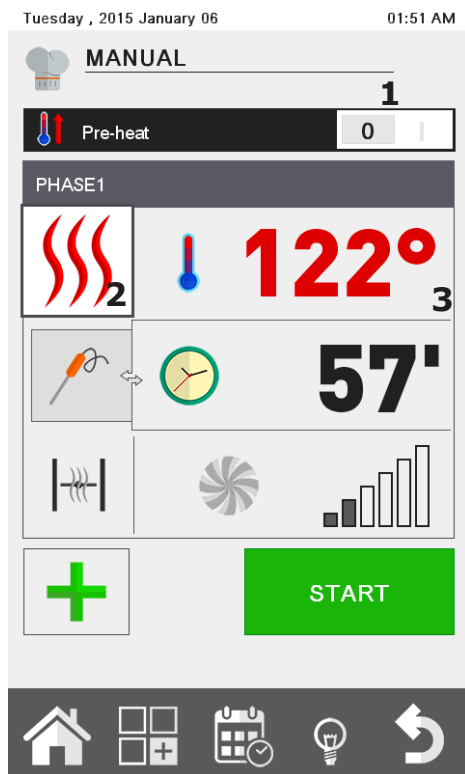 Tuesday , 2015 January 06 01:51 AM
MANUAL
1
Pre-heat 0 I
PHASE1
2
122°
3
57'
START